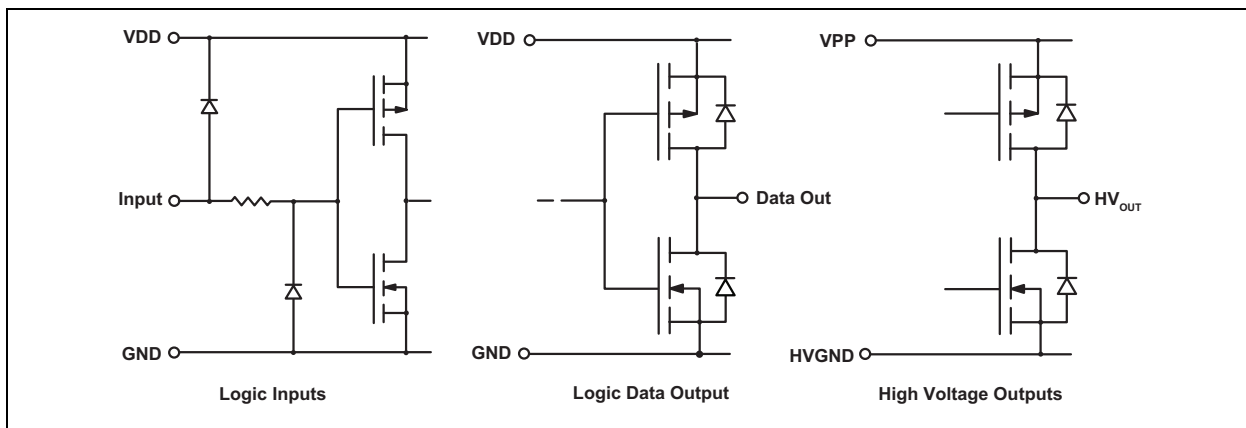 VDD
Input
GND
Logic Inputs
VDD
Data Out
GND
Logic Data Output
VPP
HVOUT
HVGND
High Voltage Outputs